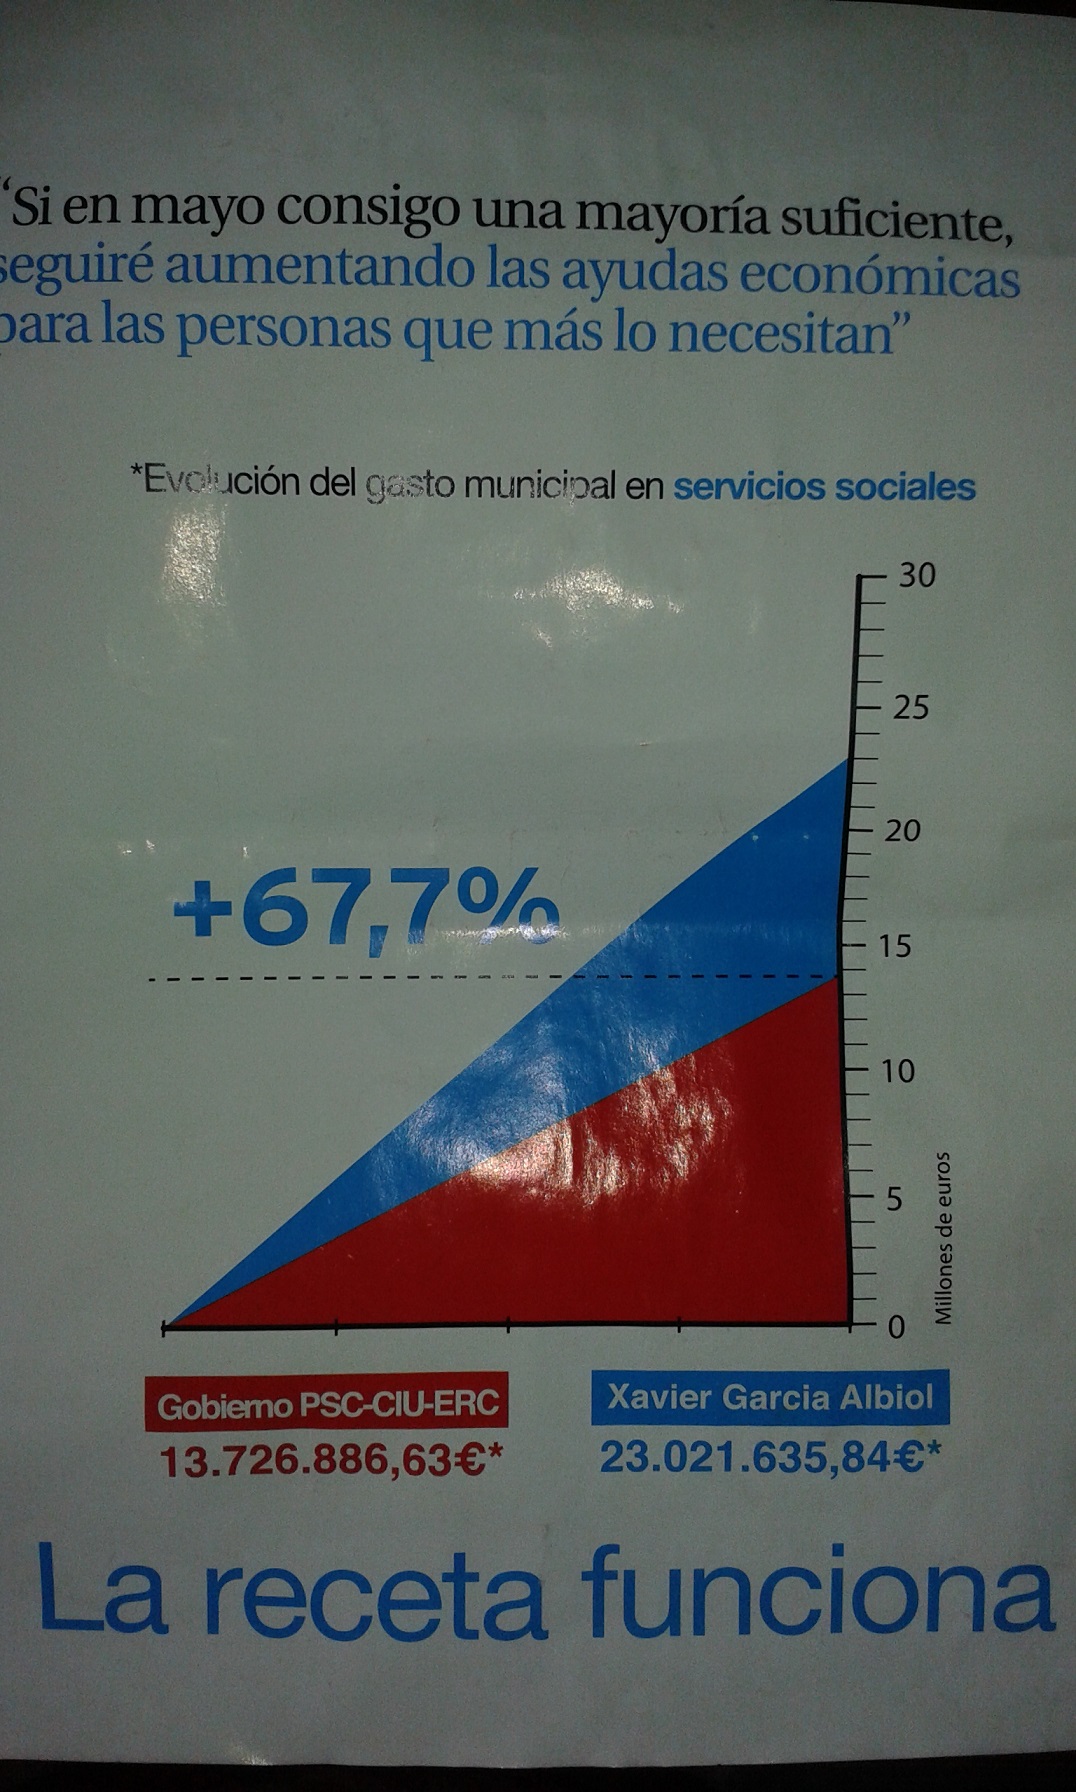 “Si en mayo consigo una mayoría suficiente,
seguiré aumentando las ayudas económicas
para las personas que más lo necesitan”
*Evolución del gasto municipal en servicios sociales
30
25
20
+67,7%
15
10
5
0
Millones de euros
Gobierno PSC-CIU-ERC
13.726.886,63€*
Xavier Garcia Albiol
23.021.635,84€*
La receta funciona